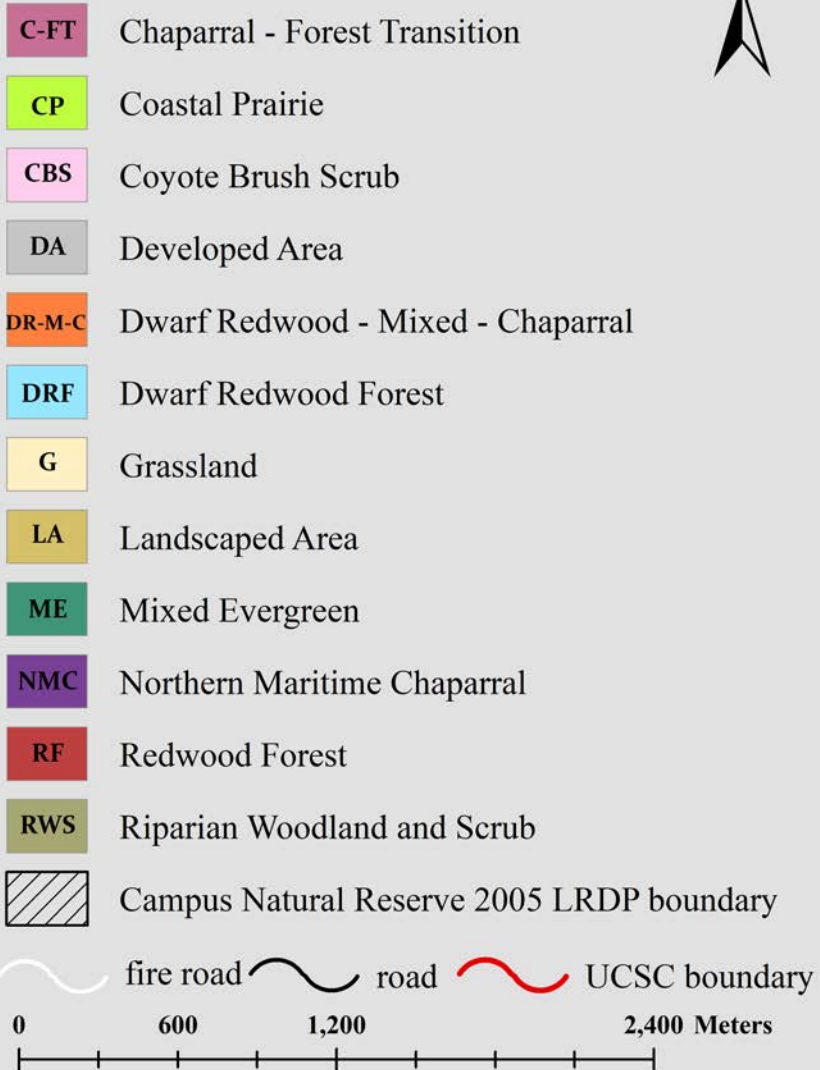 C-FT Chaparral - Forest Transition
CP Coastal Prairie
CBS Coyote Brush Scrub
DA Developed Area
DR-M-C Dwarf Redwood - Mixed - Chaparral
DRF Dwarf Redwood Forest
G Grassland
LA Landscaped Area
ME Mixed Evergreen
NMC Northern Maritime Chaparral
RF Redwood Forest
RWS Riparian Woodland and Scrub
Campus Natural Reserve 2005 LRDP boundary
fire road road UCSC boundary
0 600 1,200 2,400 Meters